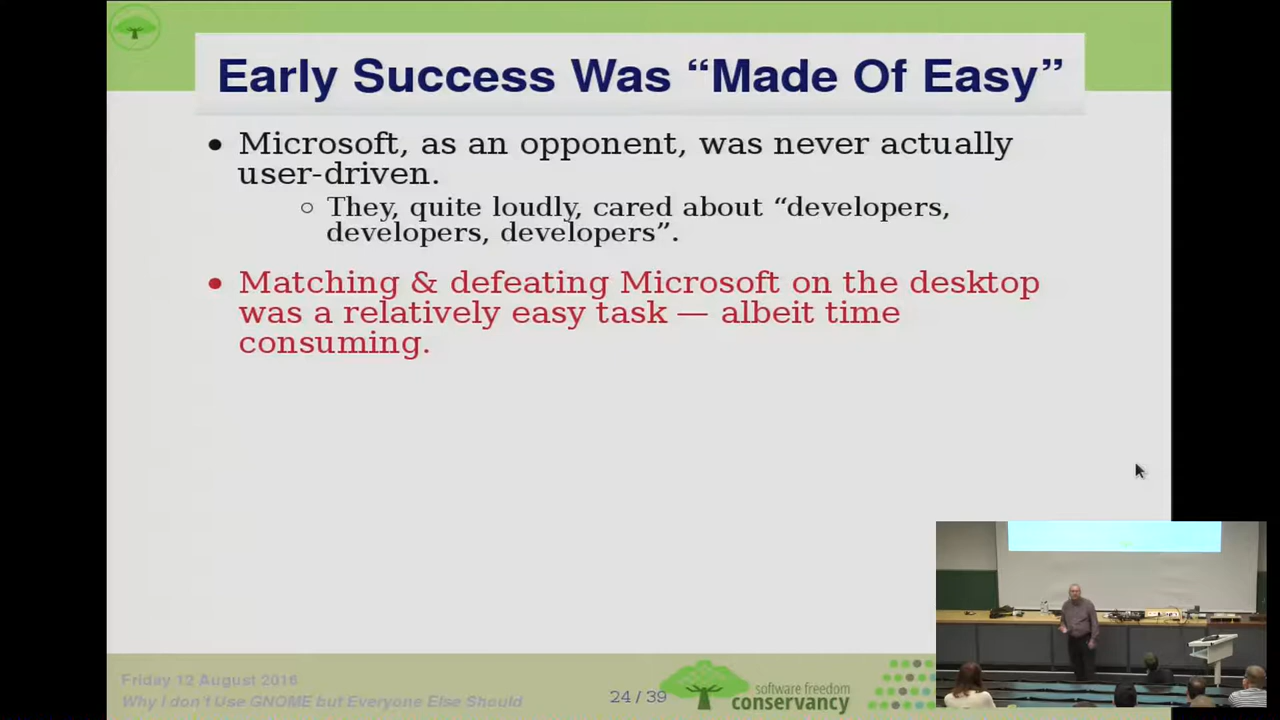 Early Success Was “Made Of Easy”
• Microsoft, as an opponent, was never actually
user-driven.
○ They, quite loudly, cared about “developers,
developers, developers”.
• Matching & defeating Microsoft on the desktop
was a relatively easy task — albeit time
consuming.
Friday 12 August 2016
Why I don't Use GNOME but Everyone Else Should
24 / 39
software freedom
conservancy